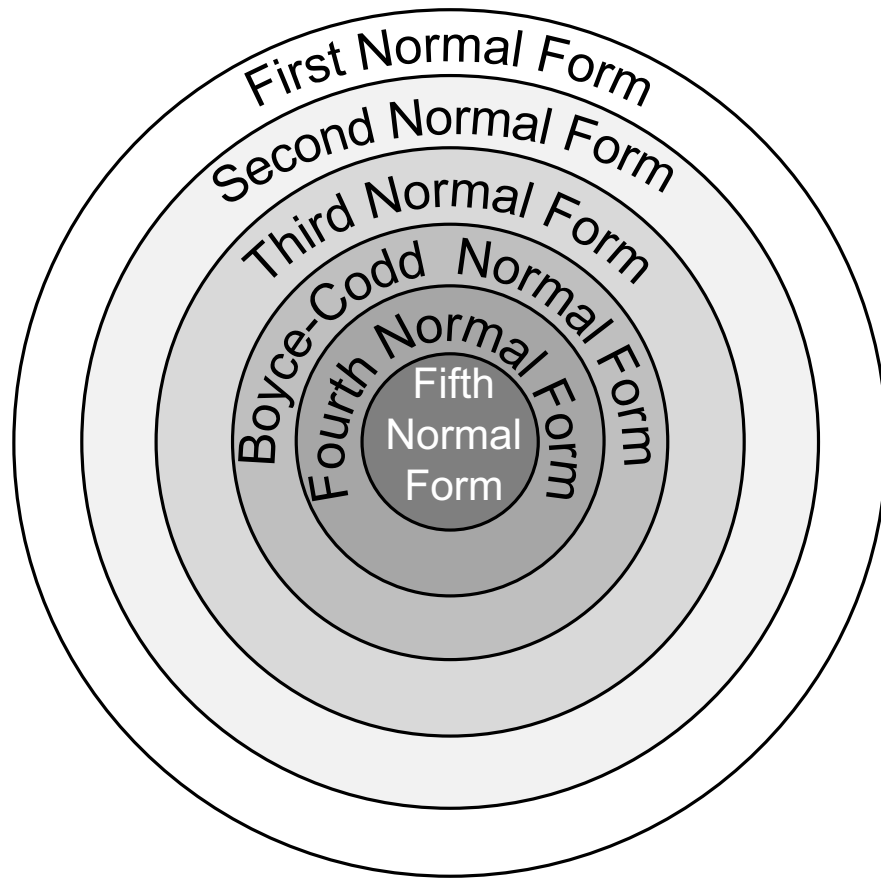 First Normal Form
Second Normal Form
Third Normal Form
Boyce-Codd Normal Form
Fourth Normal Form
Fifth
Normal
Form